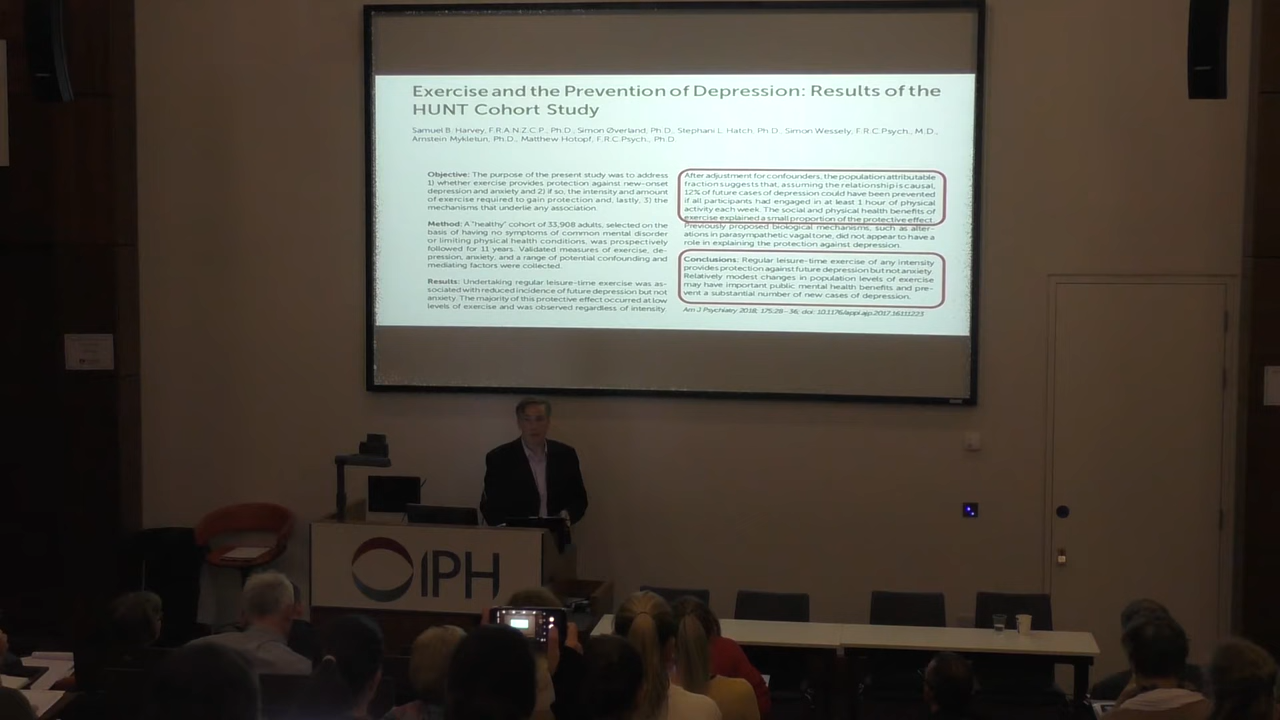 Exercise and the Prevention of Depression: Results of the
HUNT Cohort Study
Samuel B. Harvey, F.R.A.N.Z.C.P., Ph.D., Simon Øverland, Ph.D., Stephani L. Hatch, Ph.D., Simon Wessely, F.R.C.Psych., M.D.,
Arnstein Mykletun, Ph.D., Matthew Hotopf, F.R.C.Psych., Ph.D.
Objective: The purpose of the present study was to address
1) whether exercise provides protection against new-onset
depression and anxiety and 2) if so, the intensity and amount
of exercise required to gain protection and, lastly, 3) the
mechanisms that underlie any association.
Method: A "healthy" cohort of 33,908 adults, selected on the
basis of having no symptoms of common mental disorder
or limiting physical health conditions, was prospectively
followed for 11 years. Validated measures of exercise, de-
pression, anxiety, and a range of potential confounding and
mediating factors were collected.
Results: Undertaking regular leisure-time exercise was as-
sociated with reduced incidence of future depression but not
anxiety. The majority of this protective effect occurred at low
levels of exercise and was observed regardless of intensity.
After adjustment for confounders, the population attributable
fraction suggests that, assuming the relationship is causal,
12% of future cases of depression could have been prevented
if all participants had engaged in at least 1 hour of physical
activity each week. The social and physical health benefits of
exercise explained a small proportion of the protective effect.
Previously proposed biological mechanisms, such as alter-
ations in parasympathetic vagal tone, did not appear to have a
role in explaining the protection against depression.
Conclusions: Regular leisure-time exercise of any intensity
provides protection against future depression but not anxiety.
Relatively modest changes in population levels of exercise
may have important public mental health benefits and pre-
vent a substantial number of new cases of depression.
Am J Psychiatry 2018; 175:28–36; doi: 10.1176/appi.ajp.2017.16111223
IPH